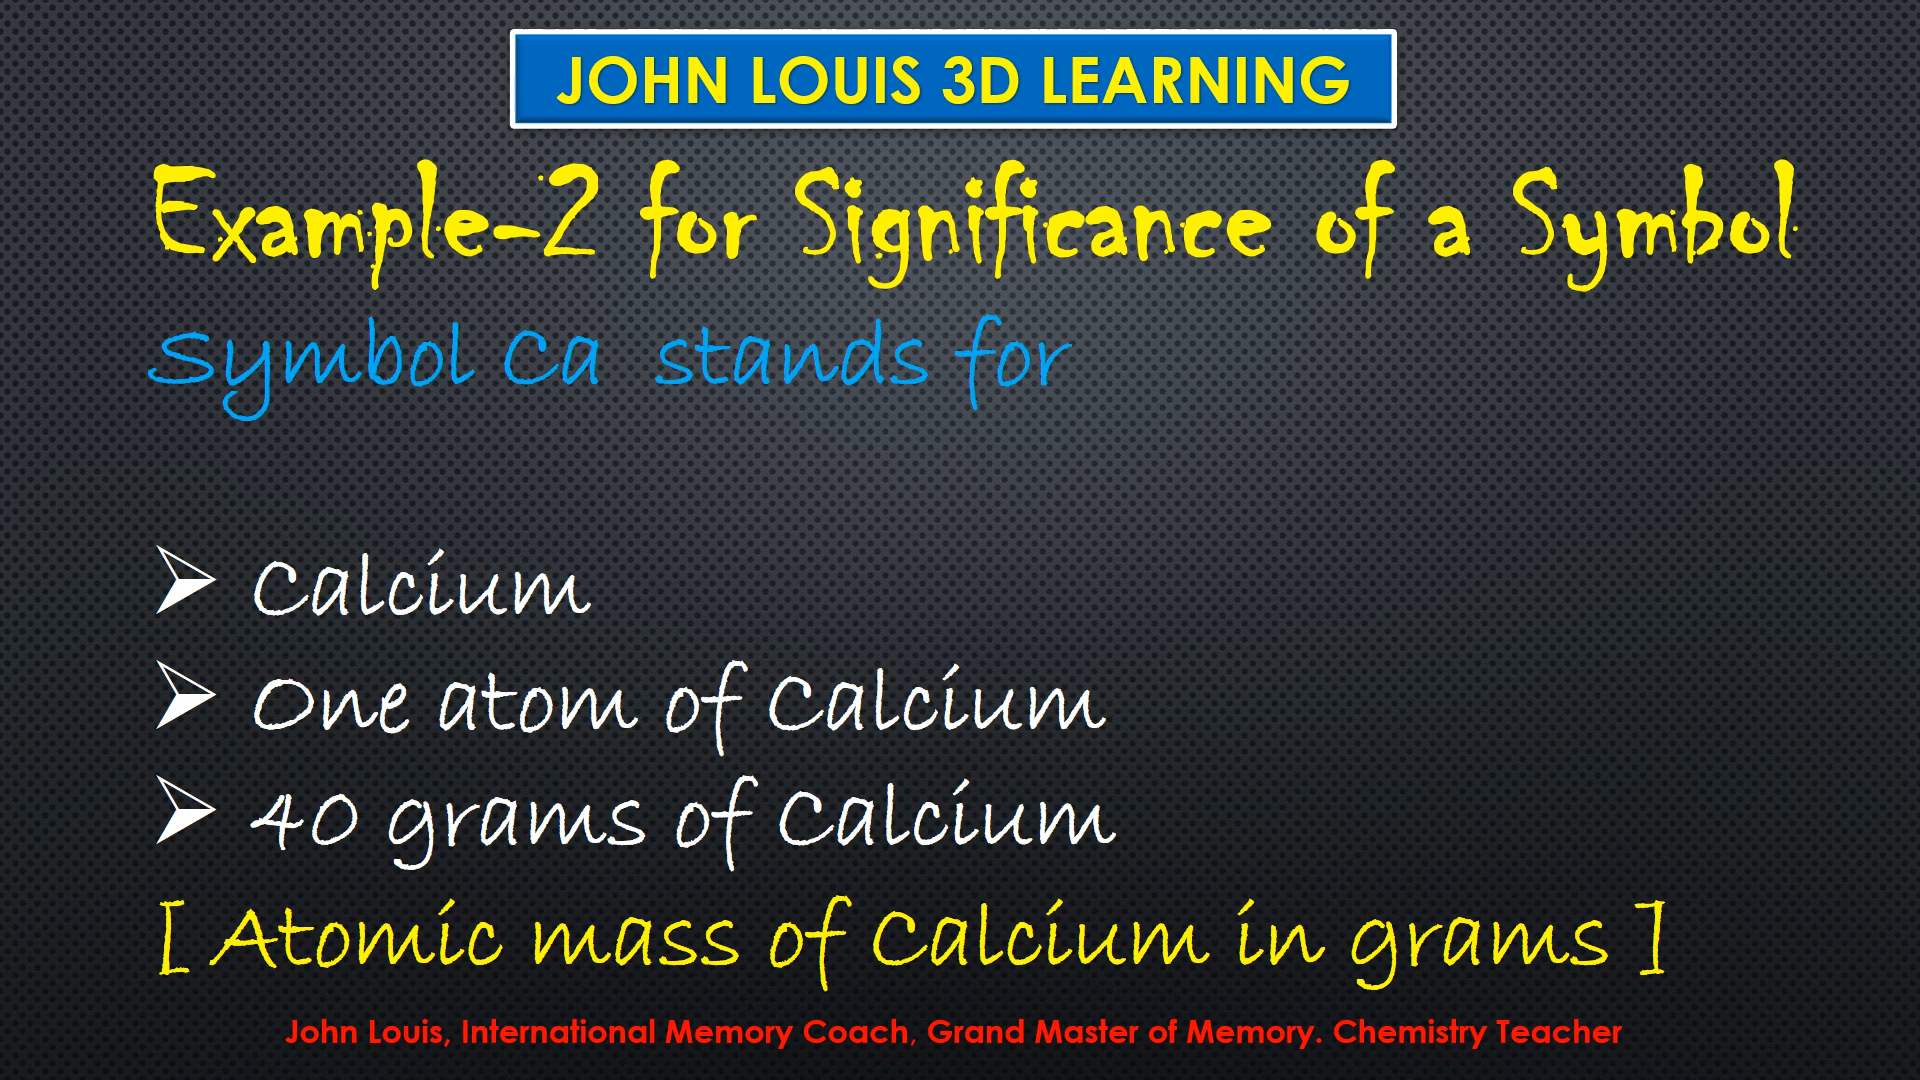 JOHN LOUIS 3D LEARNING
Example-2 for Significance of a Symbol
Symbol Ca stands for
➢ Calcium
➢ One atom of Calcium
➢ 40 grams of Calcium
[ Atomic mass of Calcium in grams ]
John Louis, International Memory Coach, Grand Master of Memory. Chemistry Teacher